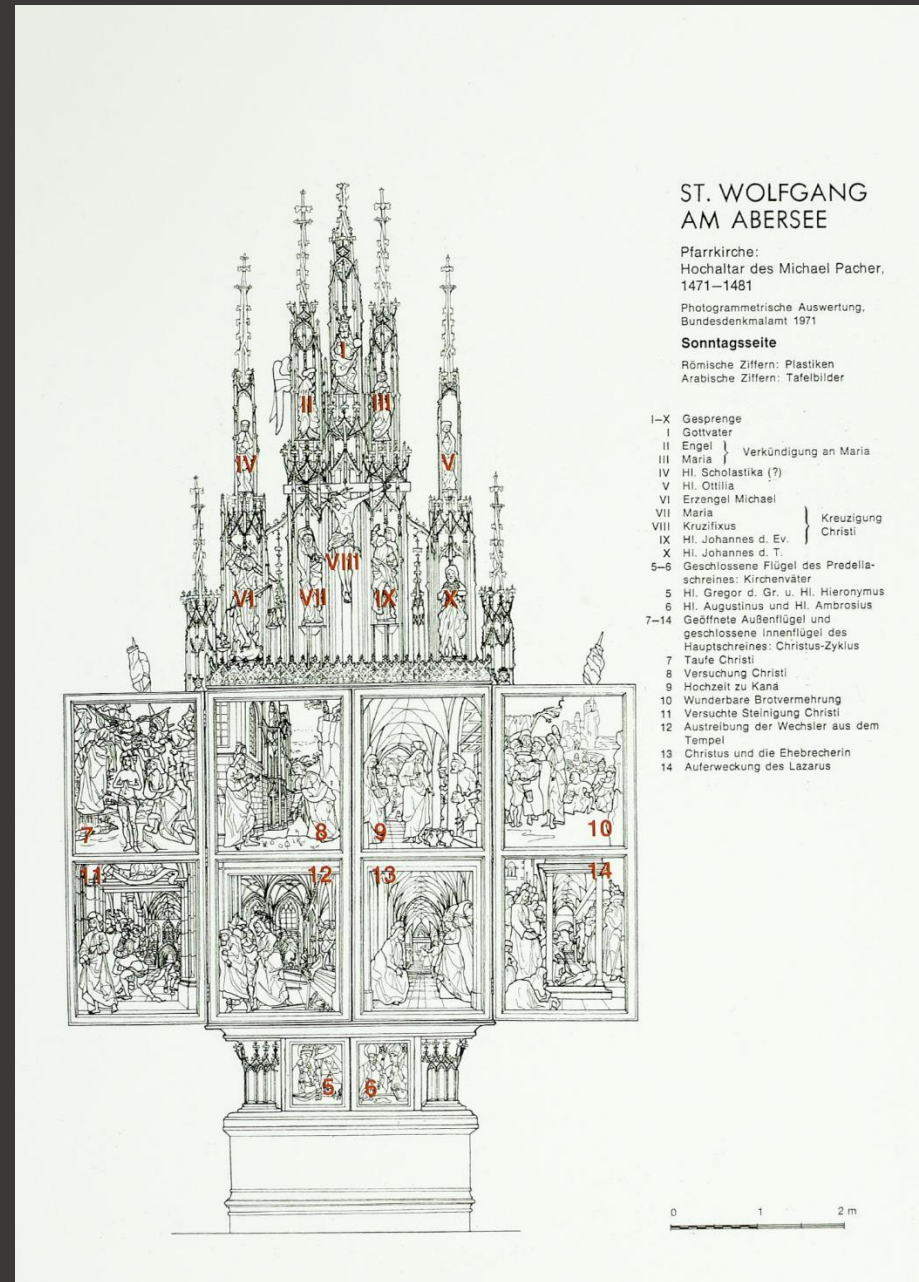 ST. WOLFGANG
AM ABERSEE
Pfarrkirche:
Hochaltar des Michael Pacher,
1471—1481
Photogrammetrische Auswertung,
Bundesdenkmalamt 1971
Sonntagsseite
Römische Ziffern: Plastiken
Arabische Ziffern: Tafelbilder
I—X Gesprenge
I Gottvater
II Engel } Verkündigung an Maria
III Maria
IV Hl. Scholastika (?)
V Hl. Ottilia
VI Erzengel Michael
VII Maria } Kreuzigung Christi
VIII Kruzifixus
IX Hl. Johannes d. Ev.
X Hl. Johannes d. T.
5—6 Geschlossene Flügel des Predella-
schreines: Kirchenväter
5 Hl. Gregor d. Gr. u. Hl. Hieronymus
6 Hl. Augustinus und Hl. Ambrosius
7—14 Geöffnete Außenflügel und
geschlossene Innenflügel des
Hauptschreines: Christus-Zyklus
7 Taufe Christi
8 Versuchung Christi
9 Hochzeit zu Kana
10 Wunderbare Brotvermehrung
11 Versuchte Steinigung Christi
12 Austreibung der Wechsler aus dem
Tempel
13 Christus und die Ehebrecherin
14 Auferweckung des Lazarus
I
II III
IV V
VIII
VI VII IX X
7 8 9 10
11 12 13 14
5 6
0 1 2 m